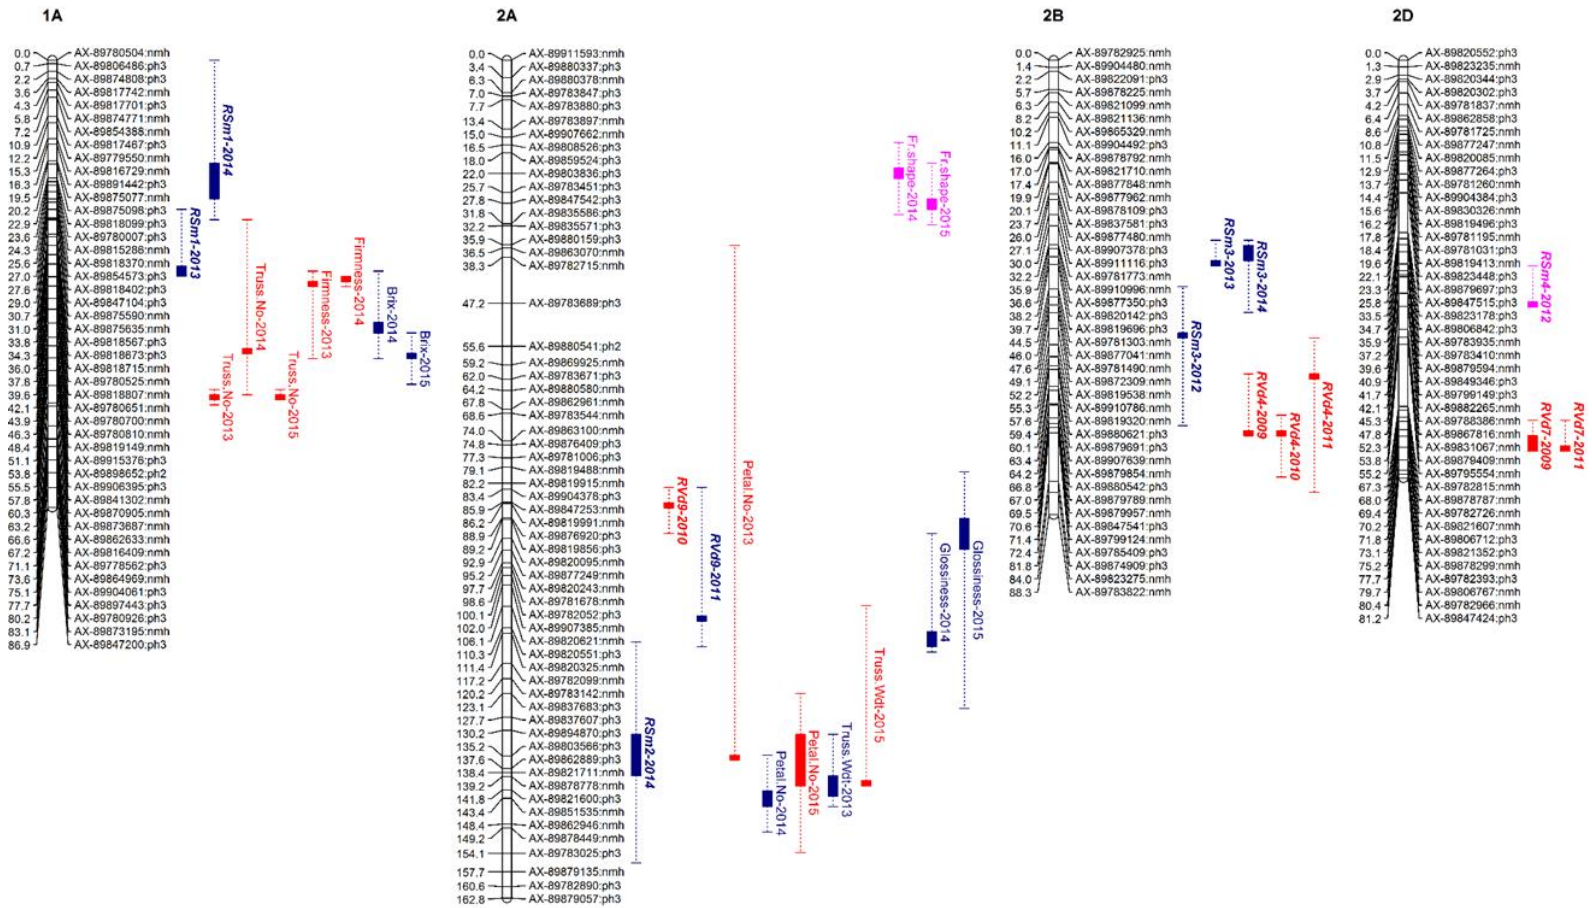 1A
0.0 AX-89780504:nmh
0.7 AX-89806486:ph3
2.2 AX-89874808:ph3
3.6 AX-89817742:nmh
4.3 AX-89817701:ph3
5.8 AX-89874771:nmh
7.2 AX-89854388:nmh
10.9 AX-89817467:ph3
12.2 AX-89779550:nmh
15.3 AX-89816729:nmh
16.3 AX-89891442:ph3
19.5 AX-89875077:nmh
20.2 AX-89875098:ph3
22.9 AX-89818099:ph3
23.6 AX-89780007:ph3
24.3 AX-89815286:nmh
25.6 AX-89818370:nmh
27.0 AX-89854573:ph3
27.6 AX-89818402:ph3
29.0 AX-89847104:ph3
30.7 AX-89875590:nmh
31.0 AX-89875635:nmh
33.8 AX-89818567:ph3
34.3 AX-89818673:ph3
36.0 AX-89818715:nmh
37.8 AX-89780525:nmh
39.6 AX-89818807:nmh
42.1 AX-89780651:nmh
43.9 AX-89780700:nmh
46.3 AX-89780810:nmh
48.4 AX-89819149:nmh
51.1 AX-89915376:ph3
53.8 AX-89898652:ph2
55.5 AX-89906395:ph3
57.8 AX-89841302:nmh
60.3 AX-89870905:nmh
63.2 AX-89873687:nmh
66.6 AX-89862633:nmh
67.2 AX-89816409:nmh
71.1 AX-89778562:ph3
73.6 AX-89864969:nmh
75.1 AX-89904061:ph3
77.7 AX-89897443:ph3
80.2 AX-89780926:ph3
83.1 AX-89873195:nmh
86.9 AX-89847200:ph3
RSm1-2013
RSm1-2014
Truss.No-2013
Truss.No-2014
Truss.No-2015
Firmness-2013
Firmness-2014
Brix-2014
Brix-2015
2A
0.0 AX-89911593:nmh
3.4 AX-89880337:ph3
6.3 AX-89880378:nmh
7.0 AX-89783847:ph3
7.7 AX-89783880:ph3
13.4 AX-89783897:nmh
15.0 AX-89907662:nmh
16.5 AX-89808526:ph3
18.0 AX-89859524:ph3
22.0 AX-89803836:ph3
25.7 AX-89783451:ph3
27.8 AX-89847542:ph3
31.8 AX-89835586:ph3
32.2 AX-89835571:ph3
35.9 AX-89880159:ph3
36.5 AX-89863070:nmh
38.3 AX-89782715:nmh
47.2 AX-89783689:ph3
55.6 AX-89880541:ph2
59.2 AX-89869925:nmh
62.0 AX-89783671:ph3
64.2 AX-89880580:nmh
67.8 AX-89862961:nmh
68.6 AX-89783544:nmh
74.0 AX-89863100:nmh
74.8 AX-89876409:ph3
77.3 AX-89781006:ph3
79.1 AX-89819488:nmh
82.2 AX-89819915:nmh
83.4 AX-89904378:ph3
85.9 AX-89847253:nmh
86.2 AX-89819991:nmh
88.9 AX-89876920:ph3
89.2 AX-89819856:ph3
92.9 AX-89820095:nmh
95.2 AX-89877249:nmh
97.7 AX-89820243:nmh
98.6 AX-89781678:nmh
100.1 AX-89782052:ph3
102.0 AX-89907385:nmh
106.1 AX-89820621:nmh
110.3 AX-89820551:ph3
111.4 AX-89820325:nmh
117.2 AX-89782099:nmh
120.2 AX-89783142:nmh
123.1 AX-89837683:ph3
127.7 AX-89837607:ph3
130.2 AX-89894870:ph3
135.2 AX-89803566:ph3
137.6 AX-89862889:ph3
138.4 AX-89821711:nmh
139.2 AX-89878778:nmh
141.8 AX-89821600:ph3
143.4 AX-89851535:nmh
148.4 AX-89862946:nmh
149.2 AX-89878449:nmh
154.1 AX-89783025:ph3
157.7 AX-89879135:nmh
160.6 AX-89782890:ph3
162.8 AX-89879057:ph3
RSm2-2014
RVd9-2010
RVd9-2011
Petal.No-2013
Petal.No-2014
Petal.No-2015
Truss.Wdt-2013
Truss.Wdt-2015
Fr.shape-2014
Fr.shape-2015
Glossiness-2014
Glossiness-2015
2B
0.0 AX-89782925:nmh
1.4 AX-89904480:nmh
2.2 AX-89822091:ph3
5.7 AX-89878225:nmh
6.3 AX-89821099:nmh
8.2 AX-89821136:nmh
10.2 AX-89865329:nmh
11.1 AX-89904492:ph3
16.0 AX-89878792:nmh
17.0 AX-89821710:nmh
17.4 AX-89877848:nmh
19.9 AX-89877962:nmh
20.1 AX-89878109:ph3
23.7 AX-89837581:ph3
26.0 AX-89877480:nmh
27.1 AX-89907378:ph3
30.0 AX-89911116:ph3
32.2 AX-89781773:ph3
35.9 AX-89910996:nmh
36.6 AX-89877350:ph3
38.2 AX-89820142:nmh
39.7 AX-89819696:ph3
44.5 AX-89781303:nmh
46.0 AX-89877041:nmh
47.6 AX-89781490:nmh
49.1 AX-89872309:nmh
52.2 AX-89819538:nmh
55.3 AX-89910786:nmh
57.6 AX-89819320:nmh
59.4 AX-89880621:ph3
60.1 AX-89879691:ph3
63.4 AX-89907639:nmh
64.2 AX-89879854:nmh
66.8 AX-89880542:ph3
67.0 AX-89879789:nmh
69.5 AX-89879957:nmh
70.6 AX-89847541:ph3
71.4 AX-89799124:nmh
72.4 AX-89785409:ph3
81.8 AX-89874909:ph3
84.0 AX-89823275:nmh
88.3 AX-89783822:nmh
RSm3-2012
RSm3-2013
RSm3-2014
RVd4-2009
RVd4-2010
RVd4-2011
2D
0.0 AX-89820552:ph3
1.3 AX-89823235:nmh
2.9 AX-89820344:ph3
3.7 AX-89820302:ph3
4.2 AX-89781837:nmh
6.4 AX-89862858:ph3
8.6 AX-89781725:nmh
10.8 AX-89877247:nmh
11.5 AX-89820085:nmh
12.9 AX-89877264:ph3
13.7 AX-89781260:nmh
14.4 AX-89904384:ph3
15.6 AX-89830326:nmh
16.2 AX-89819496:ph3
17.8 AX-89781195:nmh
18.4 AX-89781031:ph3
19.6 AX-89819413:nmh
22.1 AX-89823448:ph3
23.3 AX-89879697:ph3
25.8 AX-89847515:ph3
33.5 AX-89823178:ph3
34.7 AX-89806842:ph3
35.9 AX-89783935:nmh
37.2 AX-89783410:nmh
39.6 AX-89879594:nmh
40.9 AX-89849346:ph3
41.7 AX-89799149:ph3
42.1 AX-89882265:nmh
45.3 AX-89788386:nmh
47.8 AX-89867816:nmh
52.3 AX-89831067:nmh
53.8 AX-89879409:nmh
55.2 AX-89795554:nmh
67.3 AX-89782815:nmh
68.0 AX-89878787:nmh
69.4 AX-89782726:nmh
70.2 AX-89821607:nmh
71.8 AX-89806712:ph3
73.1 AX-89821352:ph3
75.2 AX-89878299:nmh
77.7 AX-89782393:ph3
79.7 AX-89806767:nmh
80.4 AX-89782966:nmh
81.2 AX-89847424:ph3
RSm4-2012
RVd7-2009
RVd7-2011